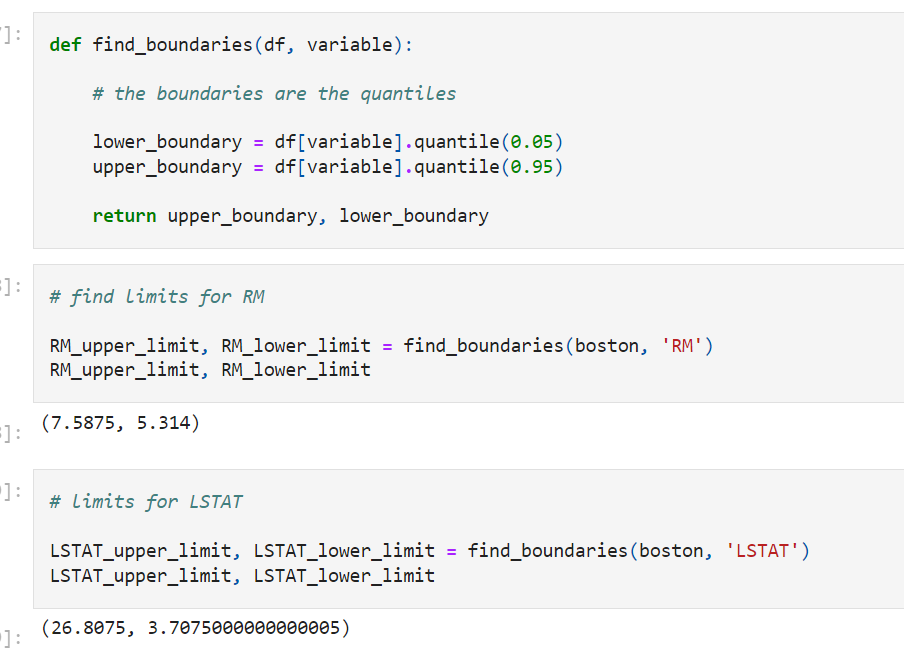 ]:
def find_boundaries(df, variable):
# the boundaries are the quantiles
lower_boundary = df[variable].quantile(0.05)
upper_boundary = df[variable].quantile(0.95)
return upper_boundary, lower_boundary
]:
# find limits for RM
RM_upper_limit, RM_lower_limit = find_boundaries(boston, 'RM')
RM_upper_limit, RM_lower_limit
]:
(7.5875, 5.314)
]:
# limits for LSTAT
LSTAT_upper_limit, LSTAT_lower_limit = find_boundaries(boston, 'LSTAT')
LSTAT_upper_limit, LSTAT_lower_limit
]:
(26.8075, 3.7075000000000005)